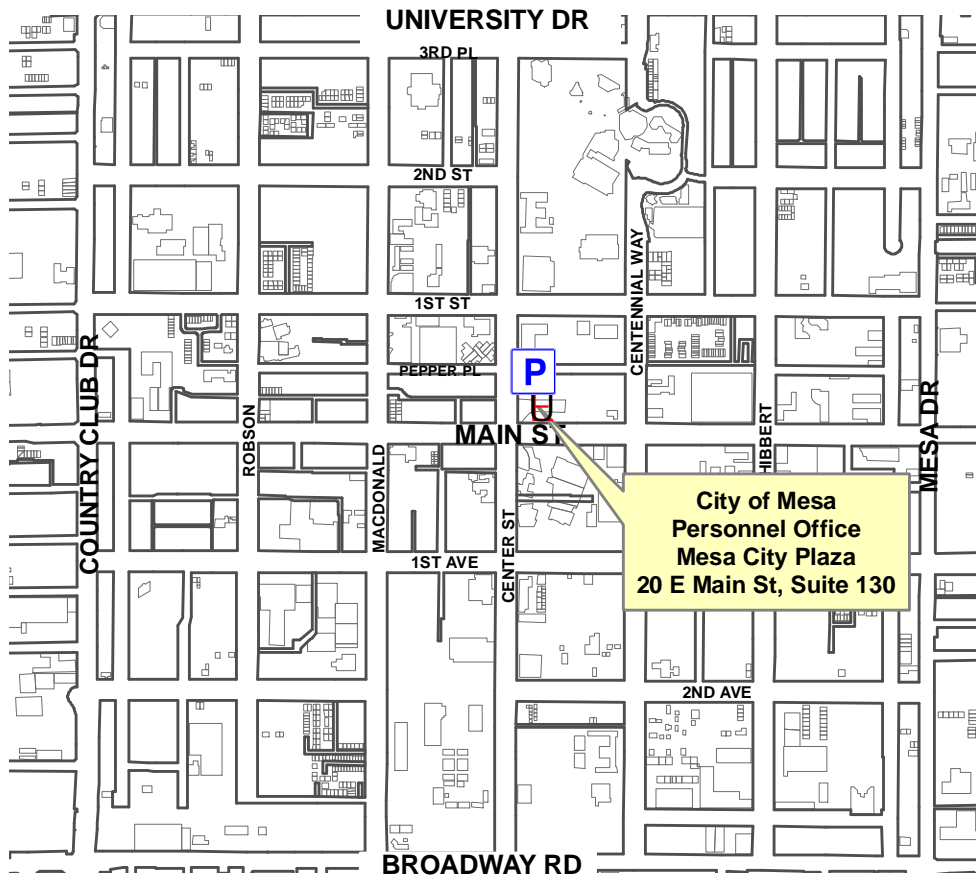 UNIVERSITY DR
3RD PL
2ND ST
CENTENNIAL WAY
1ST ST
COUNTRY CLUB DR
PEPPER PL
P
MESA DR
ROBSON
HIBBERT
MAIN ST
MACDONALD
City of Mesa
Personnel Office
Mesa City Plaza
20 E Main St, Suite 130
CENTER ST
1ST AVE
2ND AVE
BROADWAY RD